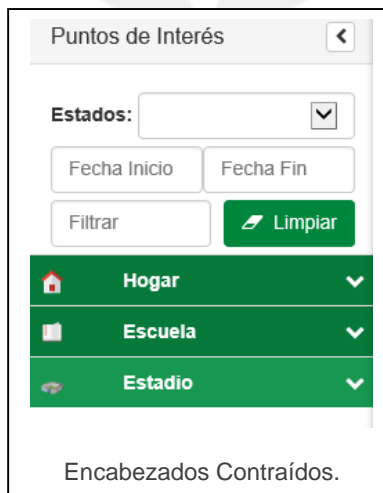 Puntos de Interés
Estados:
Fecha Inicio Fecha Fin
Filtrar Limpiar
Hogar
Escuela
Estadio
Encabezados Contraídos.